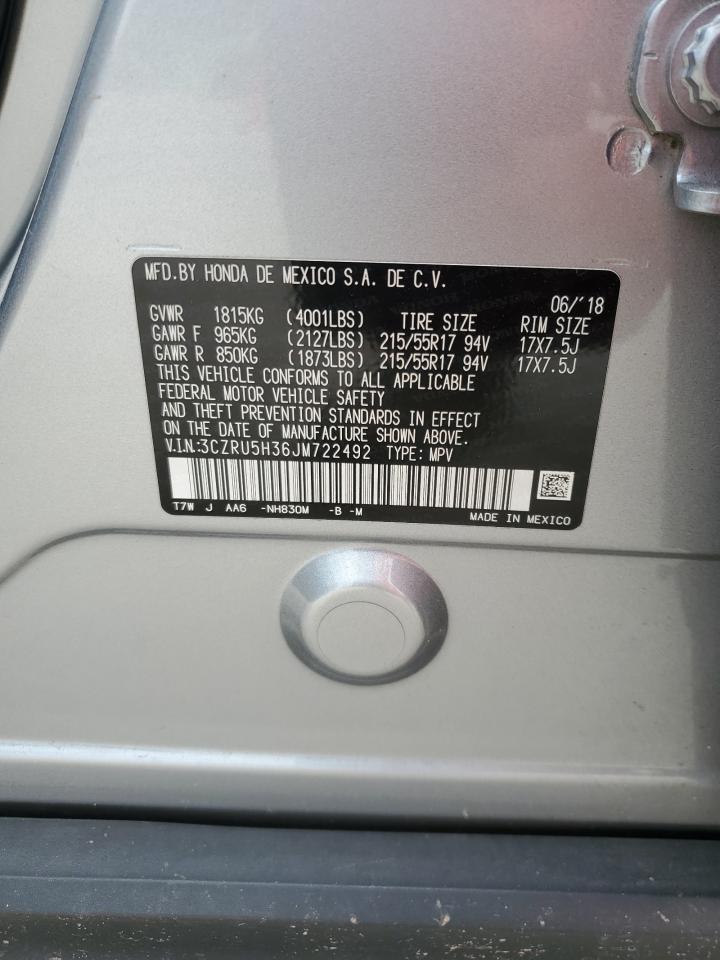 MFD.BY HONDA DE MEXICO S.A. DE C.V.
06/'18
GVWR 1815KG (4001LBS) TIRE SIZE RIM SIZE
GAWR F 965KG (2127LBS) 215/55R17 94V 17X7.5J
GAWR R 850KG (1873LBS) 215/55R17 94V 17X7.5J
THIS VEHICLE CONFORMS TO ALL APPLICABLE
FEDERAL MOTOR VEHICLE SAFETY
AND THEFT PREVENTION STANDARDS IN EFFECT
ON THE DATE OF MANUFACTURE SHOWN ABOVE.
V.I.N.:3CZRU5H36JM722492 TYPE: MPV
T7W J AA6 -NH830M -B -M MADE IN MEXICO